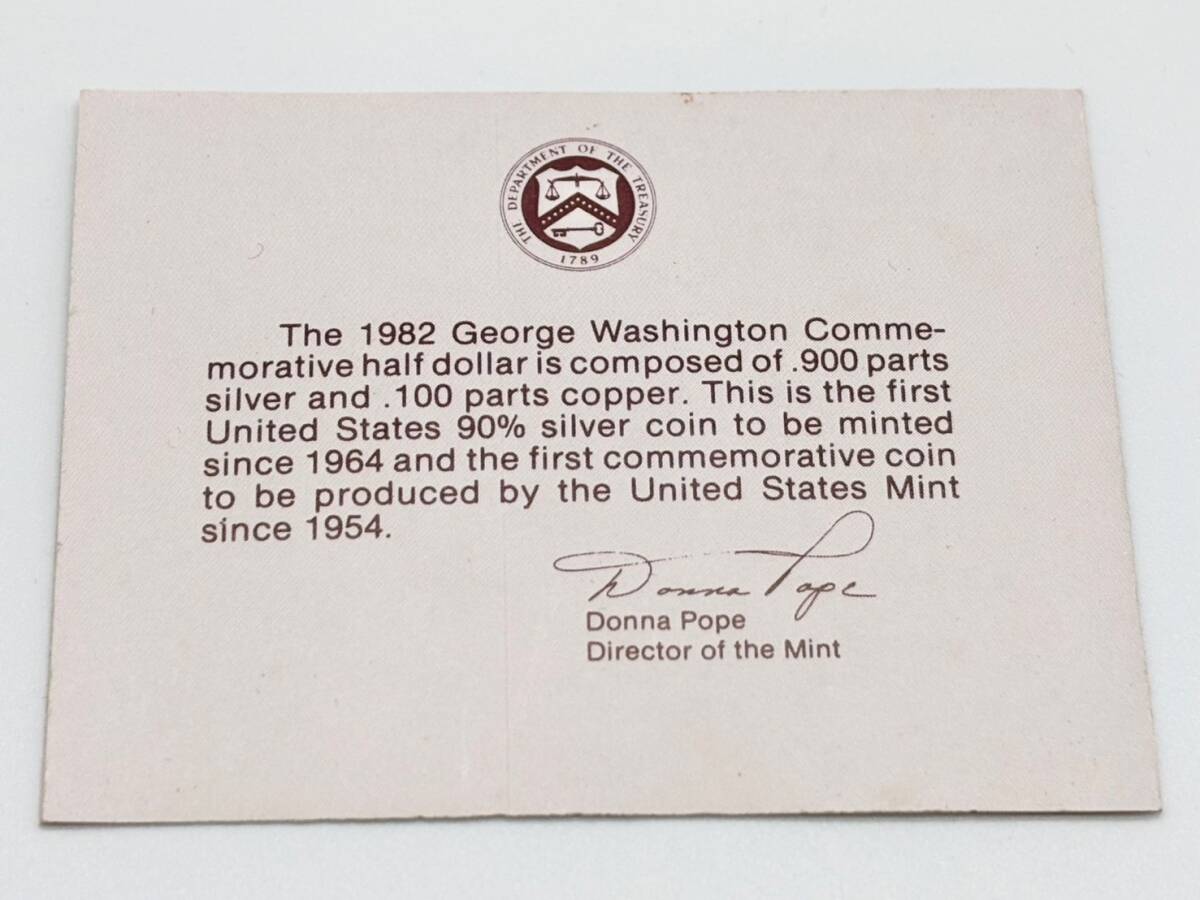 THE DEPARTMENT OF THE TREASURY
1789
The 1982 George Washington Comme-
morative half dollar is composed of .900 parts
silver and .100 parts copper. This is the first
United States 90% silver coin to be minted
since 1964 and the first commemorative coin
to be produced by the United States Mint
since 1954.
Donna Pope
Donna Pope
Director of the Mint